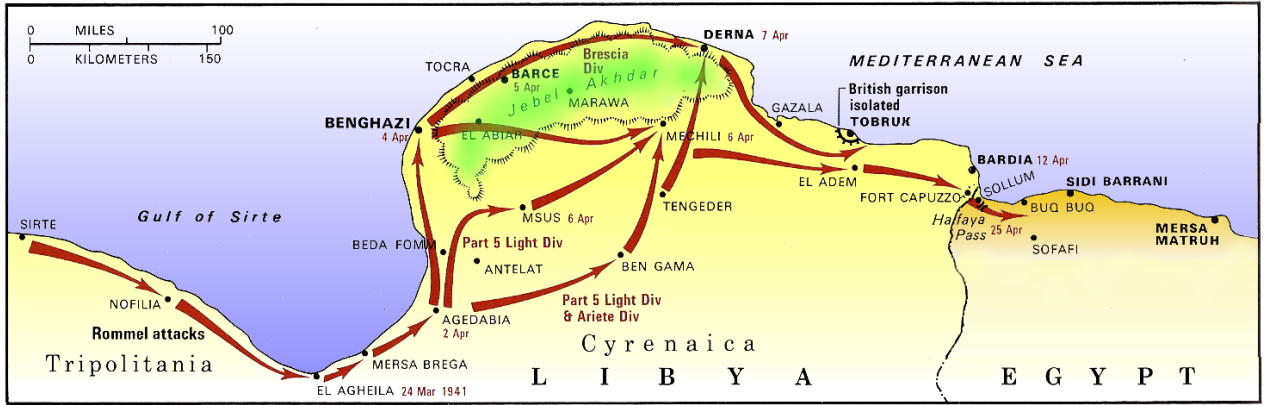 0 MILES 100
0 KILOMETERS 150
DERNA 7 Apr
MEDITERRANEAN SEA
Brescia
Div
TOCRA
BARCE
5 Apr
Jebel Akhdar
MARAWA
British garrison
isolated
TOBRUK
GAZALA
BENGHAZI
4 Apr
EL ABIAR
MECHILI 6 Apr
BARDIA 12 Apr
EL ADEM
FORT CAPUZZO
SOLLUM
SIDI BARRANI
BUQ BUQ
Halfaya
Pass
25 Apr
MERSA
MATRUH
SOFAFI
Gulf of Sirte
SIRTE
MSUS 6 Apr
TENGEDER
BEDA FOMM
Part 5 Light Div
ANTELAT
BEN GAMA
NOFILIA
Part 5 Light Div
& Ariete Div
AGEDABIA
2 Apr
Rommel attacks
Tripolitania
Cyrenaica
MERSA BREGA
EL AGHEILA 24 Mar 1941
LIBYA
EGYPT